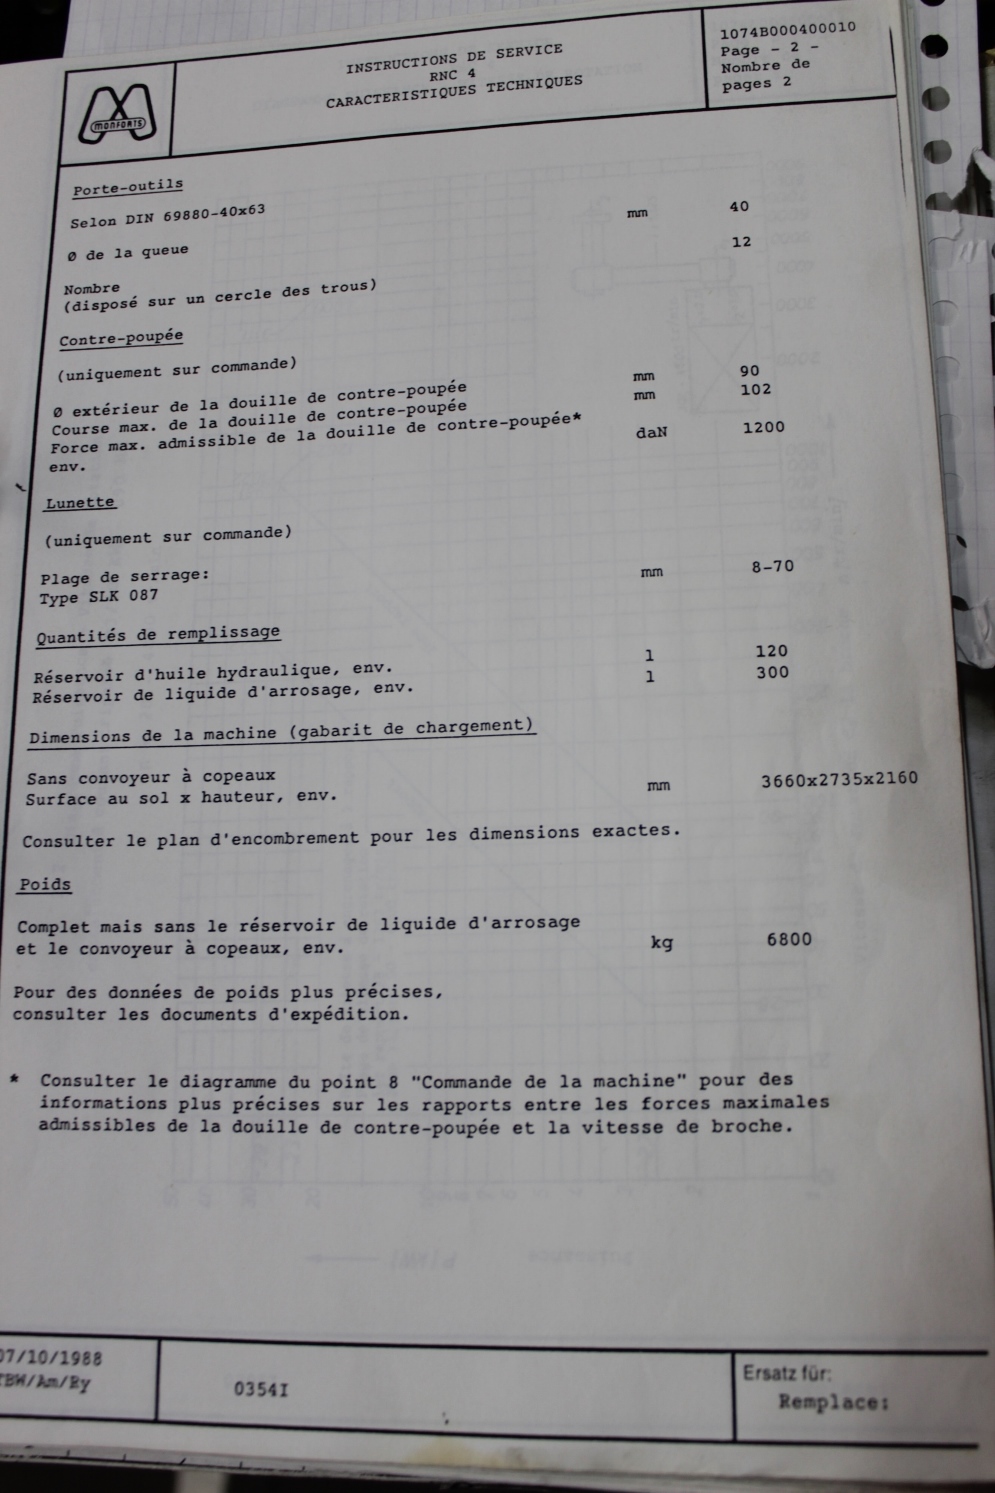 MONFORTS
INSTRUCTIONS DE SERVICE
RNC 4
CARACTERISTIQUES TECHNIQUES
1074B000400010
Page - 2 -
Nombre de
pages 2
Porte-outils
Selon DIN 69880-40x63
Ø de la queue mm 40
Nombre 12
(disposé sur un cercle des trous)
Contre-poupée
(uniquement sur commande)
Ø extérieur de la douille de contre-poupée mm 90
Course max. de la douille de contre-poupée mm 102
Force max. admissible de la douille de contre-poupée* daN 1200
env.
Lunette
(uniquement sur commande)
Plage de serrage: mm 8-70
Type SLK 087
Quantités de remplissage
Réservoir d'huile hydraulique, env. l 120
Réservoir de liquide d'arrosage, env. l 300
Dimensions de la machine (gabarit de chargement)
Sans convoyeur à copeaux
Surface au sol x hauteur, env. mm 3660x2735x2160
Consulter le plan d'encombrement pour les dimensions exactes.
Poids
Complet mais sans le réservoir de liquide d'arrosage
et le convoyeur à copeaux, env. kg 6800
Pour des données de poids plus précises,
consulter les documents d'expédition.
* Consulter le diagramme du point 8 "Commande de la machine" pour des
informations plus précises sur les rapports entre les forces maximales
admissibles de la douille de contre-poupée et la vitesse de broche.
07/10/1988
TBW/Am/Ry
0354I
Ersatz für:
Remplace: